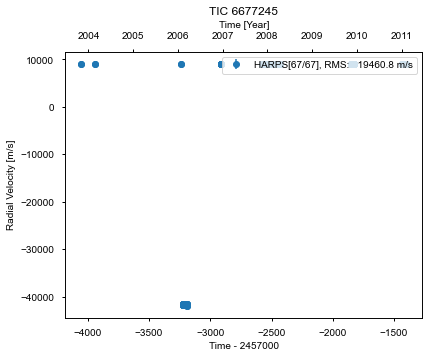 TIC 6677245
Time [Year]
2004 2005 2006 2007 2008 2009 2010 2011
HARPS[67/67], RMS: 19460.8 m/s
10000
0
−10000
−20000
−30000
−40000
Radial Velocity [m/s]
−4000 −3500 −3000 −2500 −2000 −1500
Time - 2457000